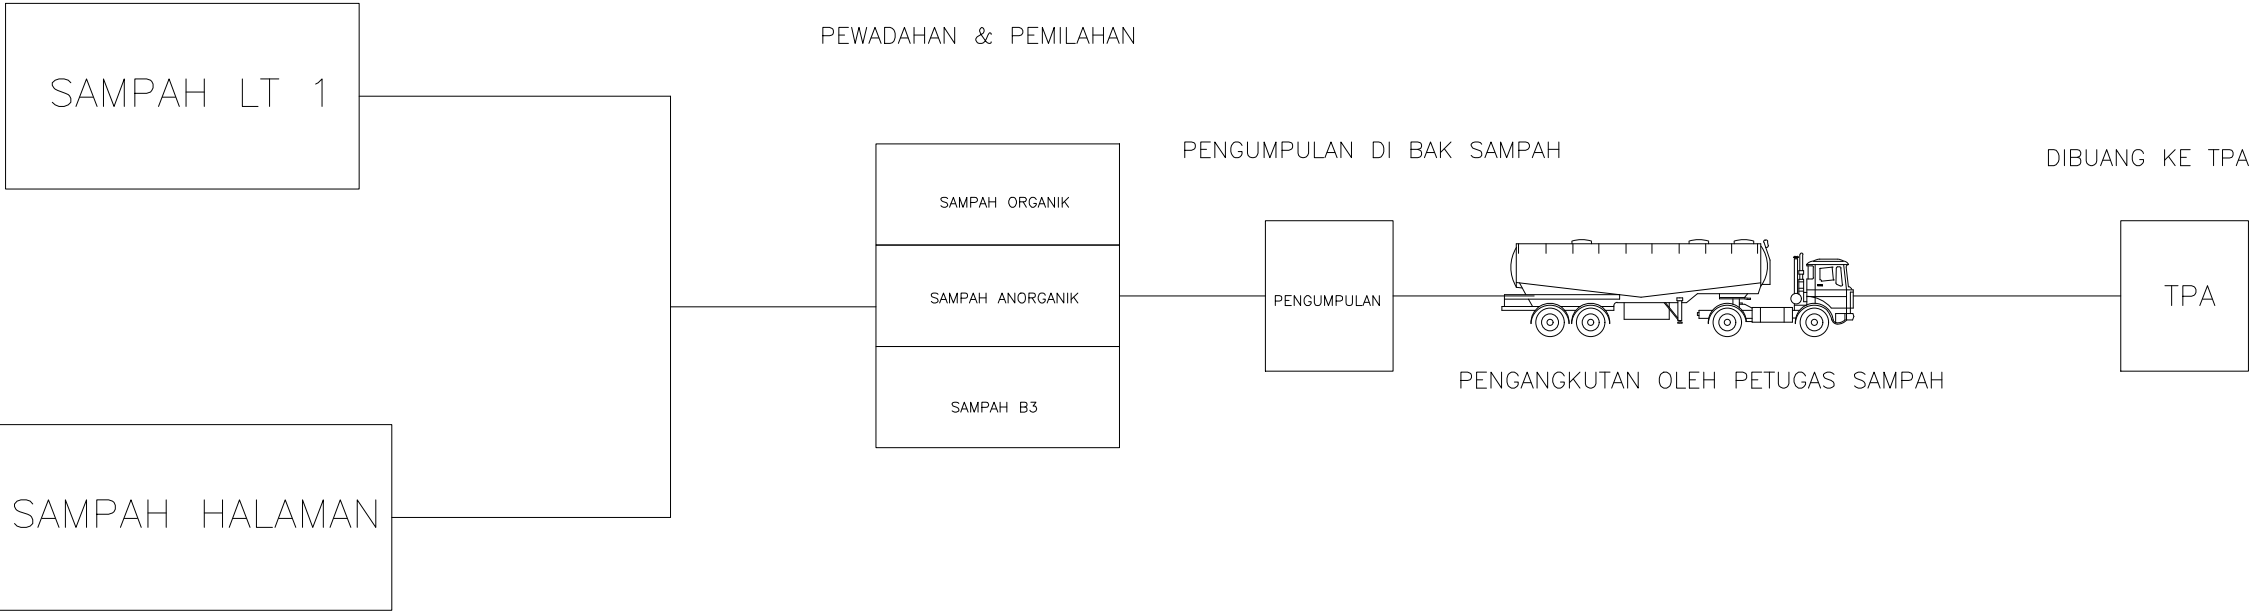 SAMPAH LT 1
SAMPAH HALAMAN
PEWADAHAN & PEMILAHAN
SAMPAH ORGANIK
SAMPAH ANORGANIK
SAMPAH B3
PENGUMPULAN DI BAK SAMPAH
PENGUMPULAN
PENGANGKUTAN OLEH PETUGAS SAMPAH
DIBUANG KE TPA
TPA